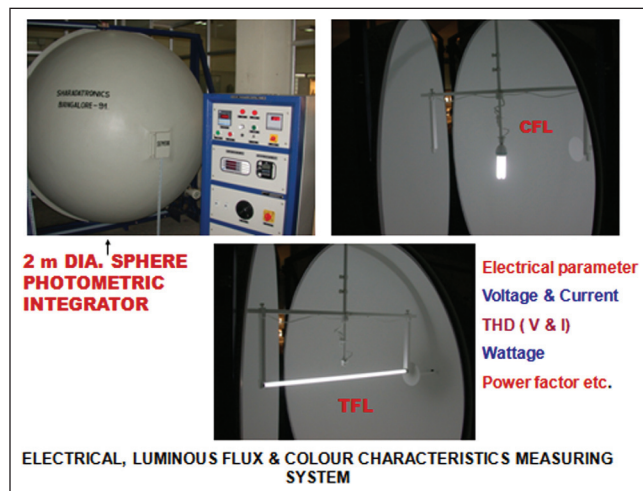 SHARADATRONICS
BANGALORE-91
CFL
2 m DIA. SPHERE
PHOTOMETRIC
INTEGRATOR
TFL
Electrical parameter
Voltage & Current
THD ( V & I)
Wattage
Power factor etc.
ELECTRICAL, LUMINOUS FLUX & COLOUR CHARACTERISTICS MEASURING
SYSTEM